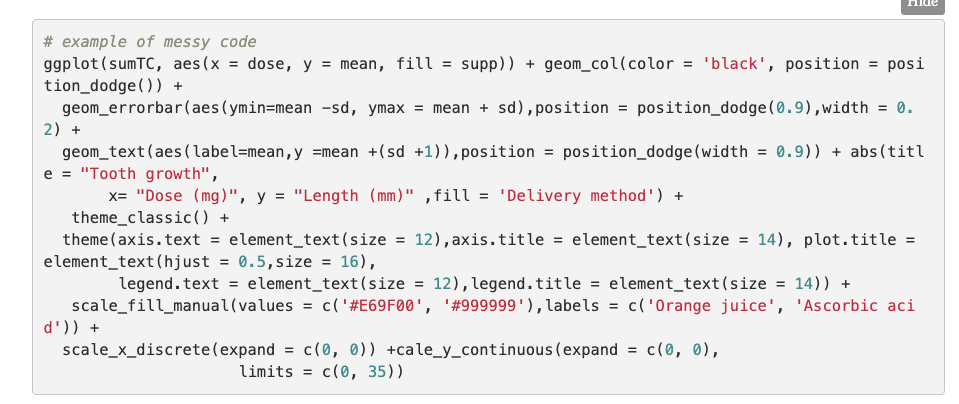 Hide
# example of messy code
ggplot(sumTC, aes(x = dose, y = mean, fill = supp)) + geom_col(color = 'black', position = posi
tion_dodge()) +
  geom_errorbar(aes(ymin=mean -sd, ymax = mean + sd),position = position_dodge(0.9),width = 0.
2) +
  geom_text(aes(label=mean,y =mean +(sd +1)),position = position_dodge(width = 0.9)) + abs(titl
e = "Tooth growth",
       x= "Dose (mg)", y = "Length (mm)" ,fill = 'Delivery method') +
   theme_classic() +
  theme(axis.text = element_text(size = 12),axis.title = element_text(size = 14), plot.title =
element_text(hjust = 0.5,size = 16),
        legend.text = element_text(size = 12),legend.title = element_text(size = 14)) +
   scale_fill_manual(values = c('#E69F00', '#999999'),labels = c('Orange juice', 'Ascorbic aci
d')) +
  scale_x_discrete(expand = c(0, 0)) +cale_y_continuous(expand = c(0, 0),
                     limits = c(0, 35))